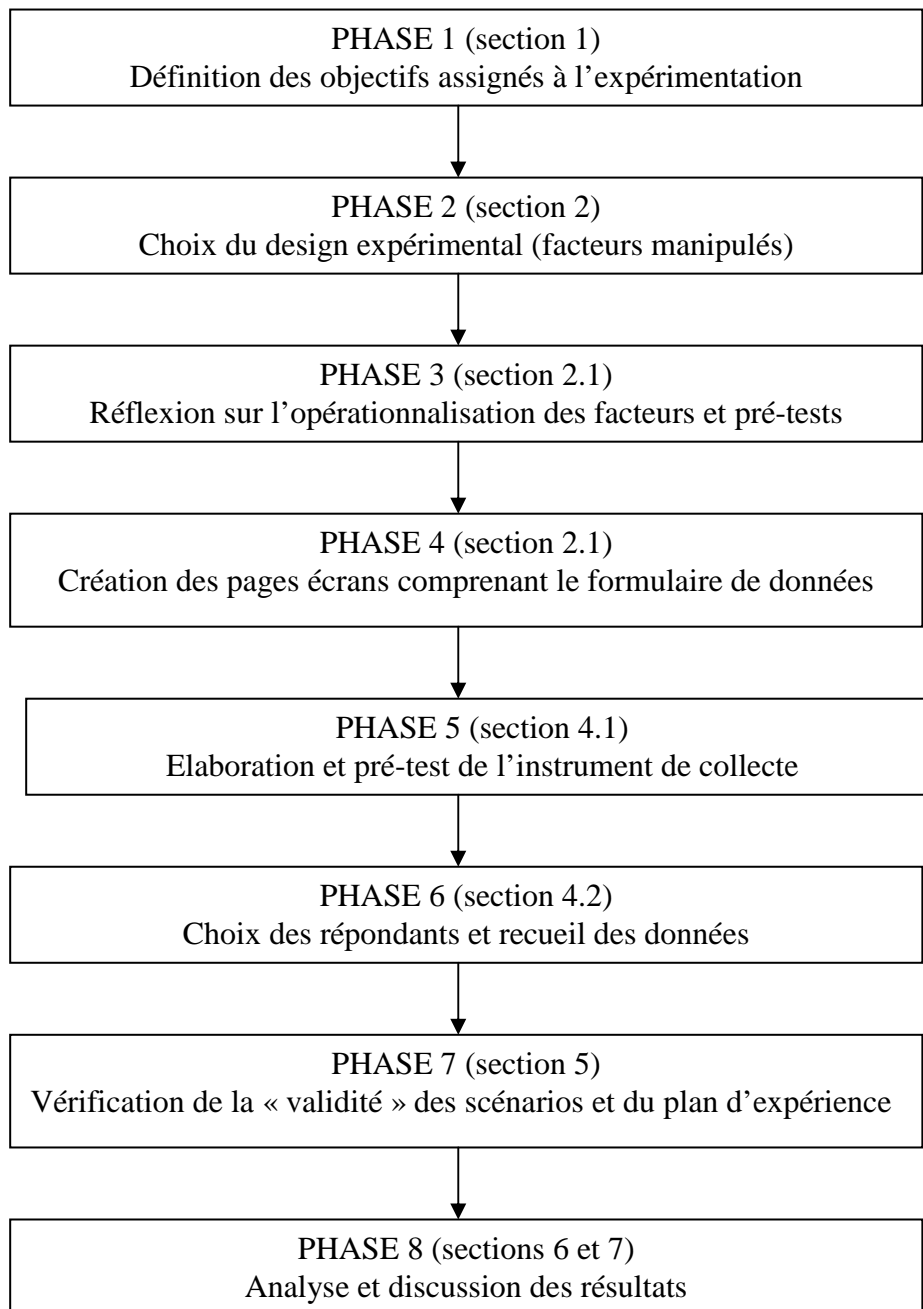 PHASE 1 (section 1)
Définition des objectifs assignés à l’expérimentation
PHASE 2 (section 2)
Choix du design expérimental (facteurs manipulés)
PHASE 3 (section 2.1)
Réflexion sur l’opérationnalisation des facteurs et pré-tests
PHASE 4 (section 2.1)
Création des pages écrans comprenant le formulaire de données
PHASE 5 (section 4.1)
Elaboration et pré-test de l’instrument de collecte
PHASE 6 (section 4.2)
Choix des répondants et recueil des données
PHASE 7 (section 5)
Vérification de la « validité » des scénarios et du plan d’expérience
PHASE 8 (sections 6 et 7)
Analyse et discussion des résultats